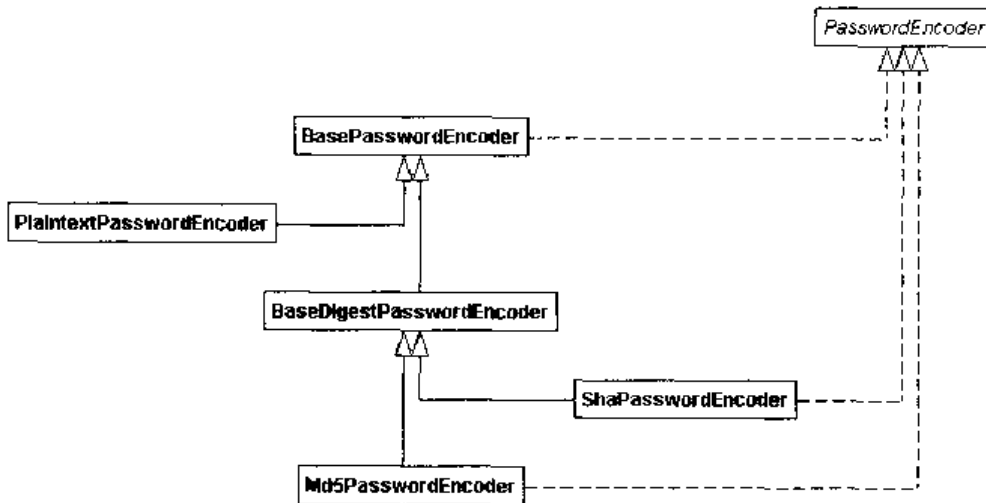 PasswordEncoder
BasePasswordEncoder
PlaintextPasswordEncoder
BaseDigestPasswordEncoder
ShaPasswordEncoder
Md5PasswordEncoder